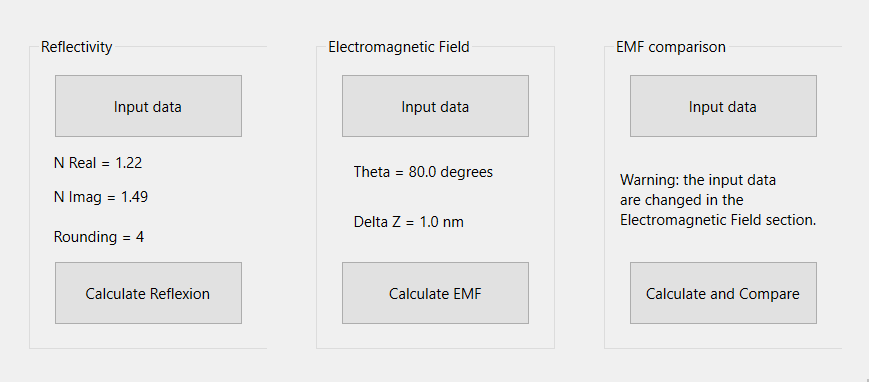 Reflectivity
Input data
N Real = 1.22
N Imag = 1.49
Rounding = 4
Calculate Reflexion
Electromagnetic Field
Input data
Theta = 80.0 degrees
Delta Z = 1.0 nm
Calculate EMF
EMF comparison
Input data
Warning: the input data
are changed in the
Electromagnetic Field section.
Calculate and Compare